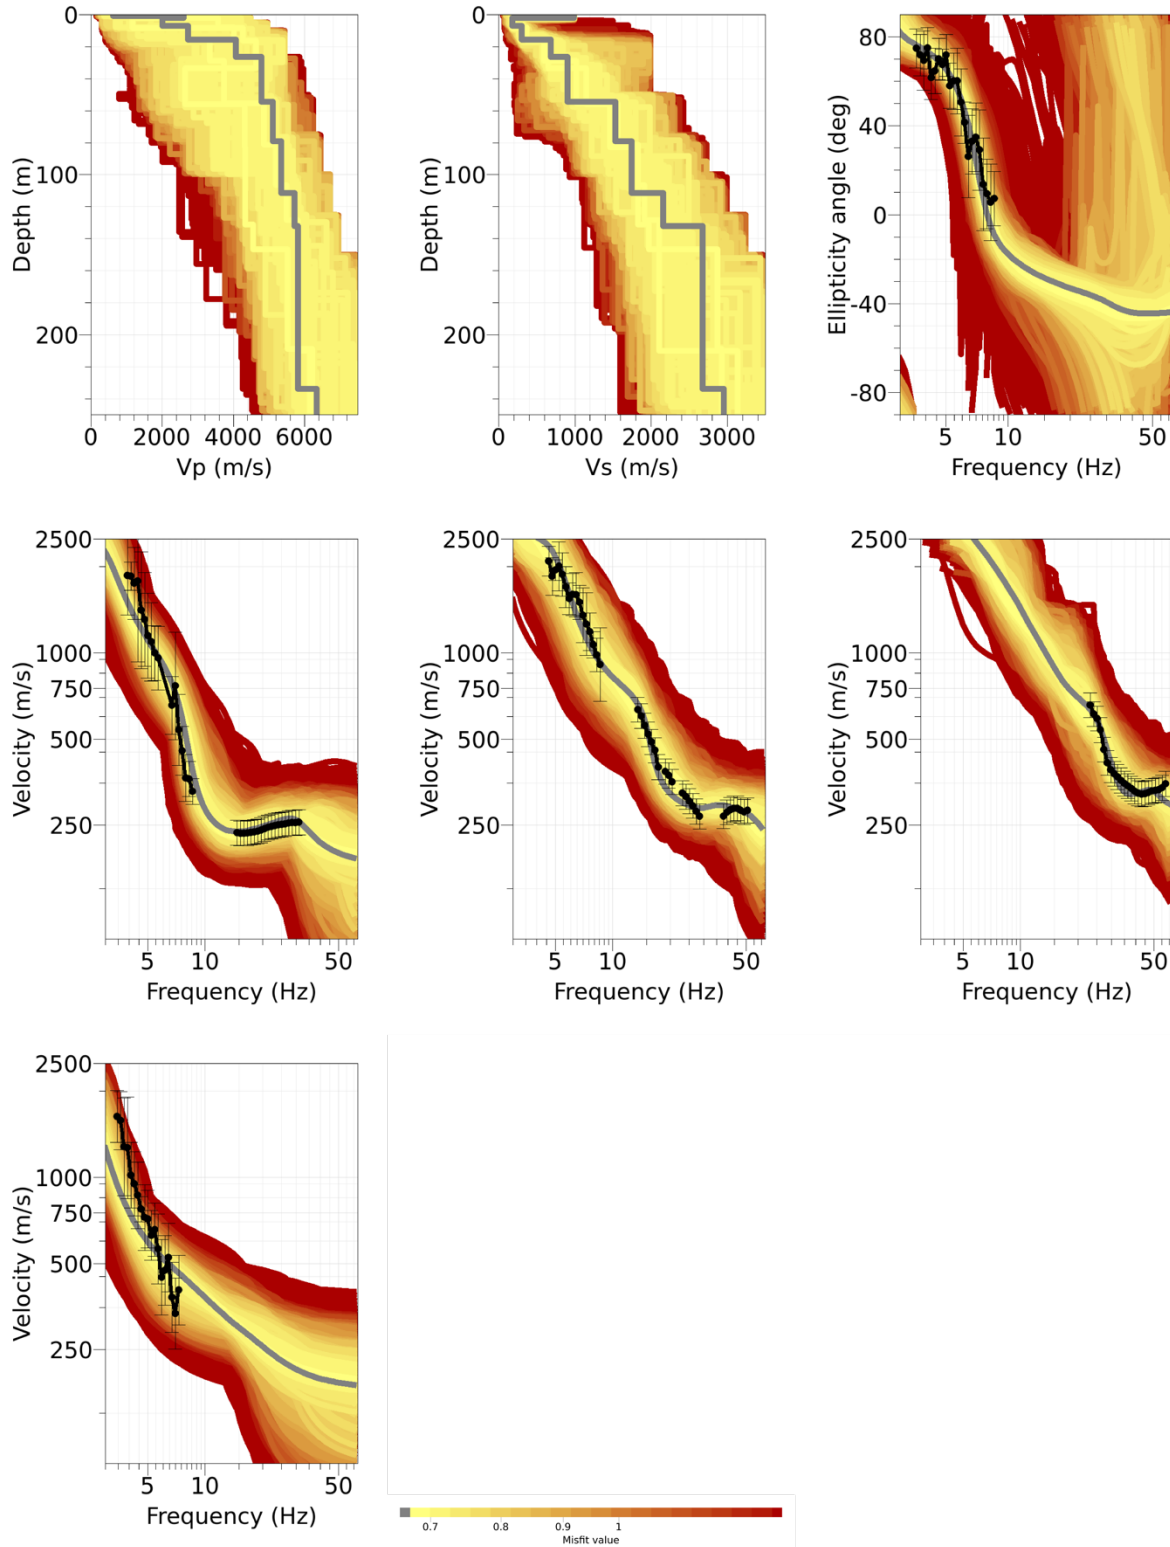 0
100
200
Depth (m)
0 2000 4000 6000
Vp (m/s)
0
100
200
Depth (m)
0 1000 2000 3000
Vs (m/s)
80
40
0
-40
-80
Ellipticity angle (deg)
5 10 50
Frequency (Hz)
2500
1000
750
500
250
Velocity (m/s)
5 10 50
Frequency (Hz)
2500
1000
750
500
250
Velocity (m/s)
5 10 50
Frequency (Hz)
2500
1000
750
500
250
Velocity (m/s)
5 10 50
Frequency (Hz)
2500
1000
750
500
250
Velocity (m/s)
5 10 50
Frequency (Hz)
0.7 0.8 0.9 1
Misfit value